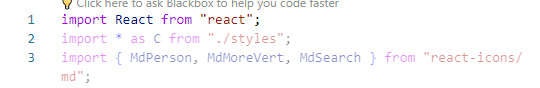 Click here to ask Blackbox to help you code faster
1 import React from "react";
2 import * as C from "./styles";
3 import { MdPerson, MdMoreVert, MdSearch } from "react-icons/
md";